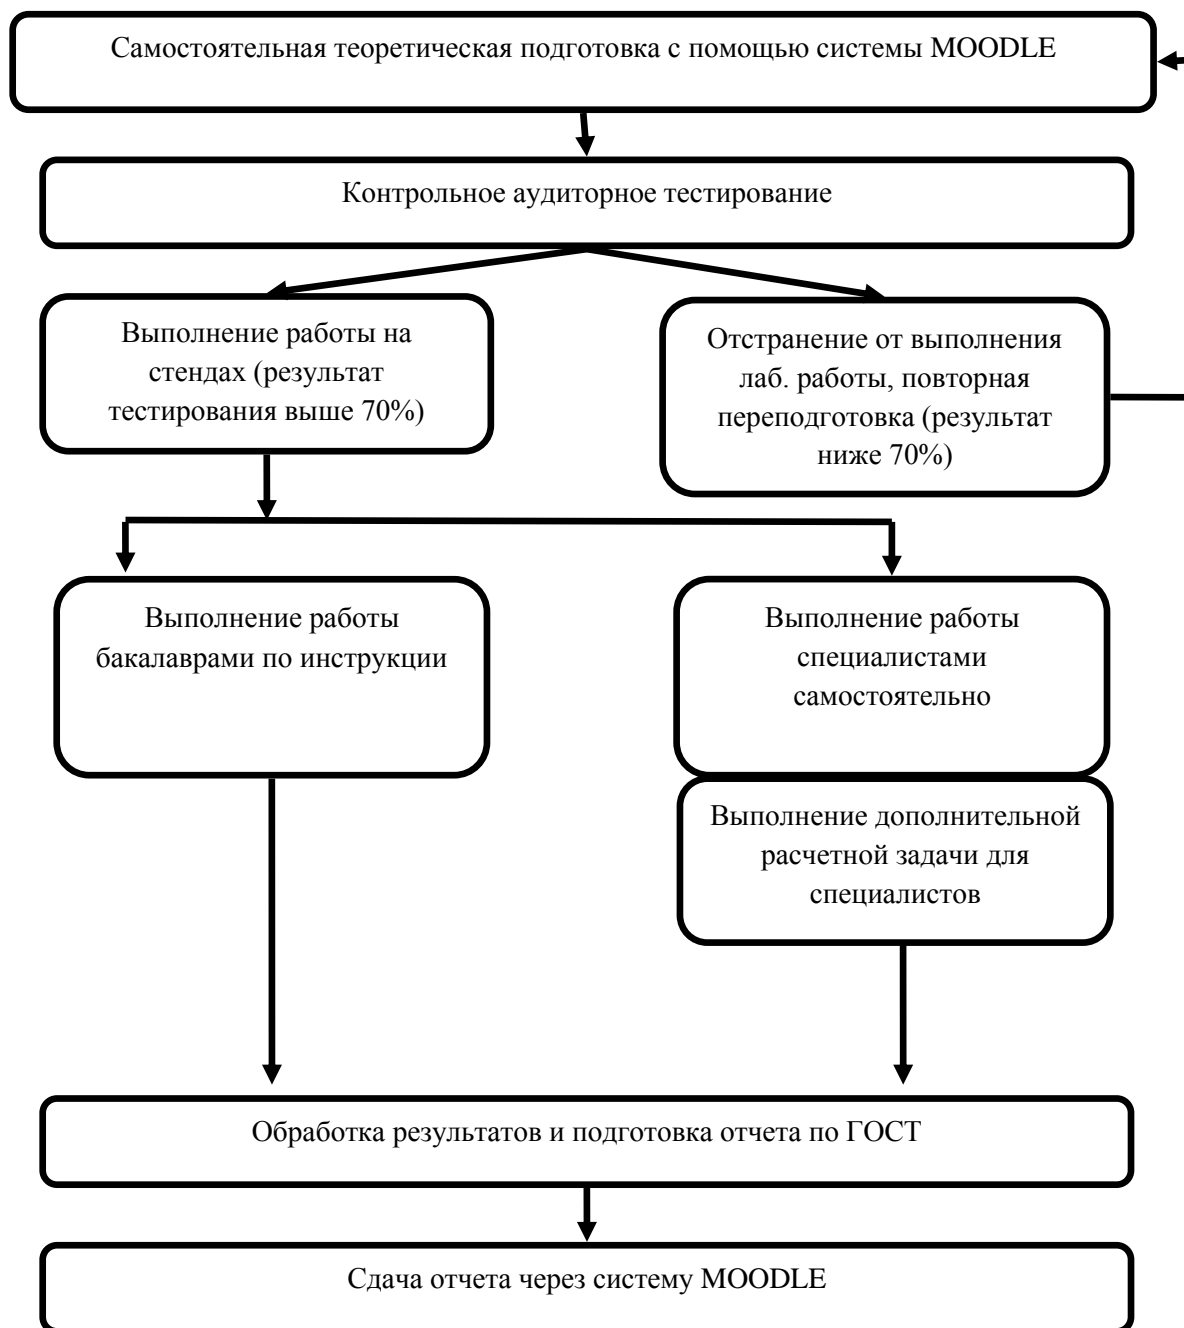 Самостоятельная теоретическая подготовка с помощью системы MOODLE
Контрольное аудиторное тестирование
Выполнение работы на
стендах (результат
тестирования выше 70%)
Отстранение от выполнения
лаб. работы, повторная
переподготовка (результат
ниже 70%)
Выполнение работы
бакалаврами по инструкции
Выполнение работы
специалистами
самостоятельно
Выполнение дополнительной
расчетной задачи для
специалистов
Обработка результатов и подготовка отчета по ГОСТ
Сдача отчета через систему MOODLE